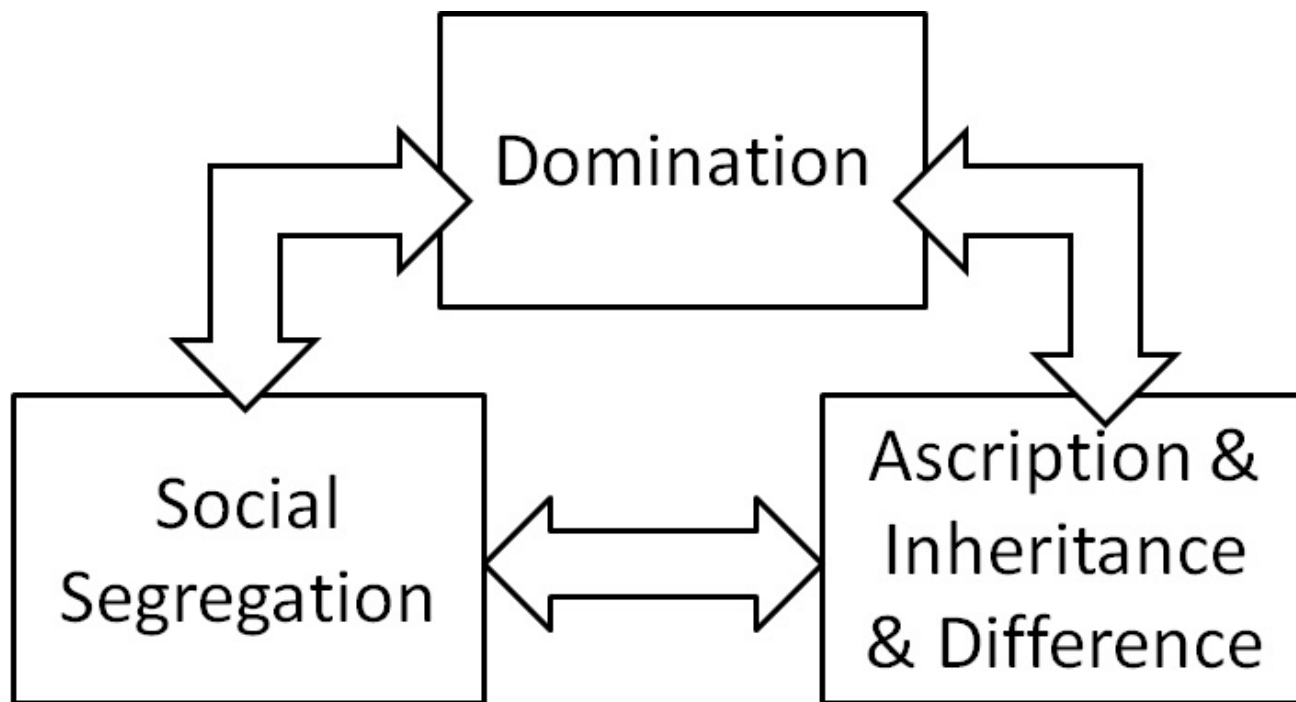 Domination
Social
Segregation
Ascription &
Inheritance
& Difference